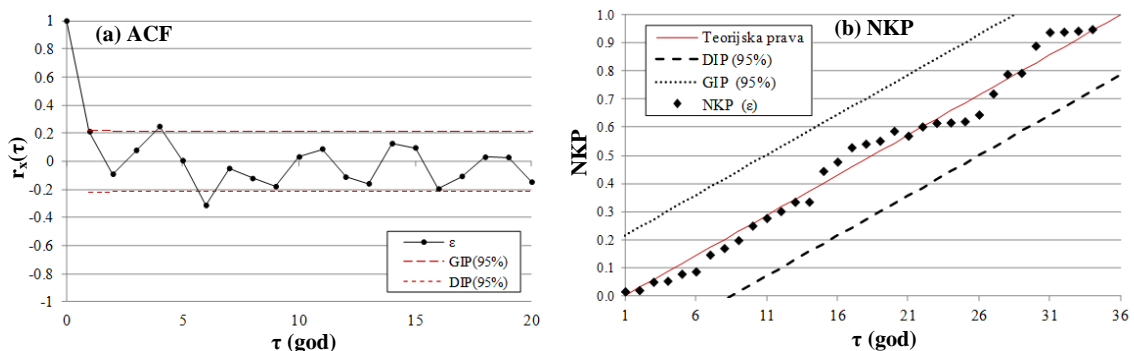 (a) ACF
r_x(τ)
1
0.8
0.6
0.4
0.2
0
-0.2
-0.4
-0.6
-0.8
-1
0 5 10 15 20
τ (god)
ε
GIP(95%)
DIP(95%)
(b) NKP
NKP
1.0
0.9
0.8
0.7
0.6
0.5
0.4
0.3
0.2
0.1
0.0
1 6 11 16 21 26 31 36
τ (god)
Teorijska prava
DIP (95%)
GIP (95%)
NKP (ε)